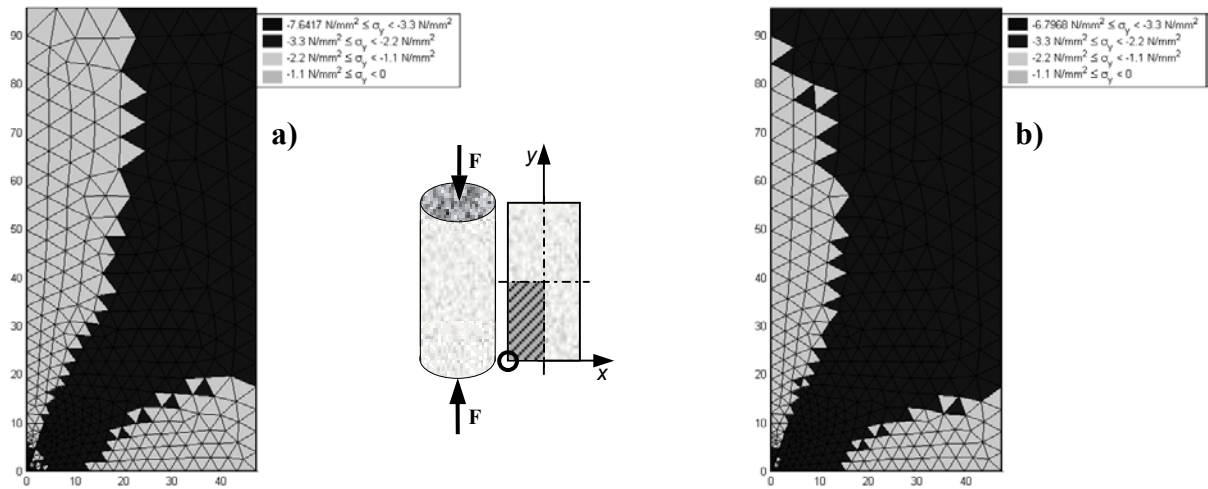 -7.6417 N/mm² ≤ σy < -3.3 N/mm²
-3.3 N/mm² ≤ σy < -2.2 N/mm²
-2.2 N/mm² ≤ σy < -1.1 N/mm²
-1.1 N/mm² ≤ σy < 0
a)
90
80
70
60
50
40
30
20
10
0
0 10 20 30 40
F
y
x
F
-6.7968 N/mm² ≤ σy < -3.3 N/mm²
-3.3 N/mm² ≤ σy < -2.2 N/mm²
-2.2 N/mm² ≤ σy < -1.1 N/mm²
-1.1 N/mm² ≤ σy < 0
b)
90
80
70
60
50
40
30
20
10
0
0 10 20 30 40